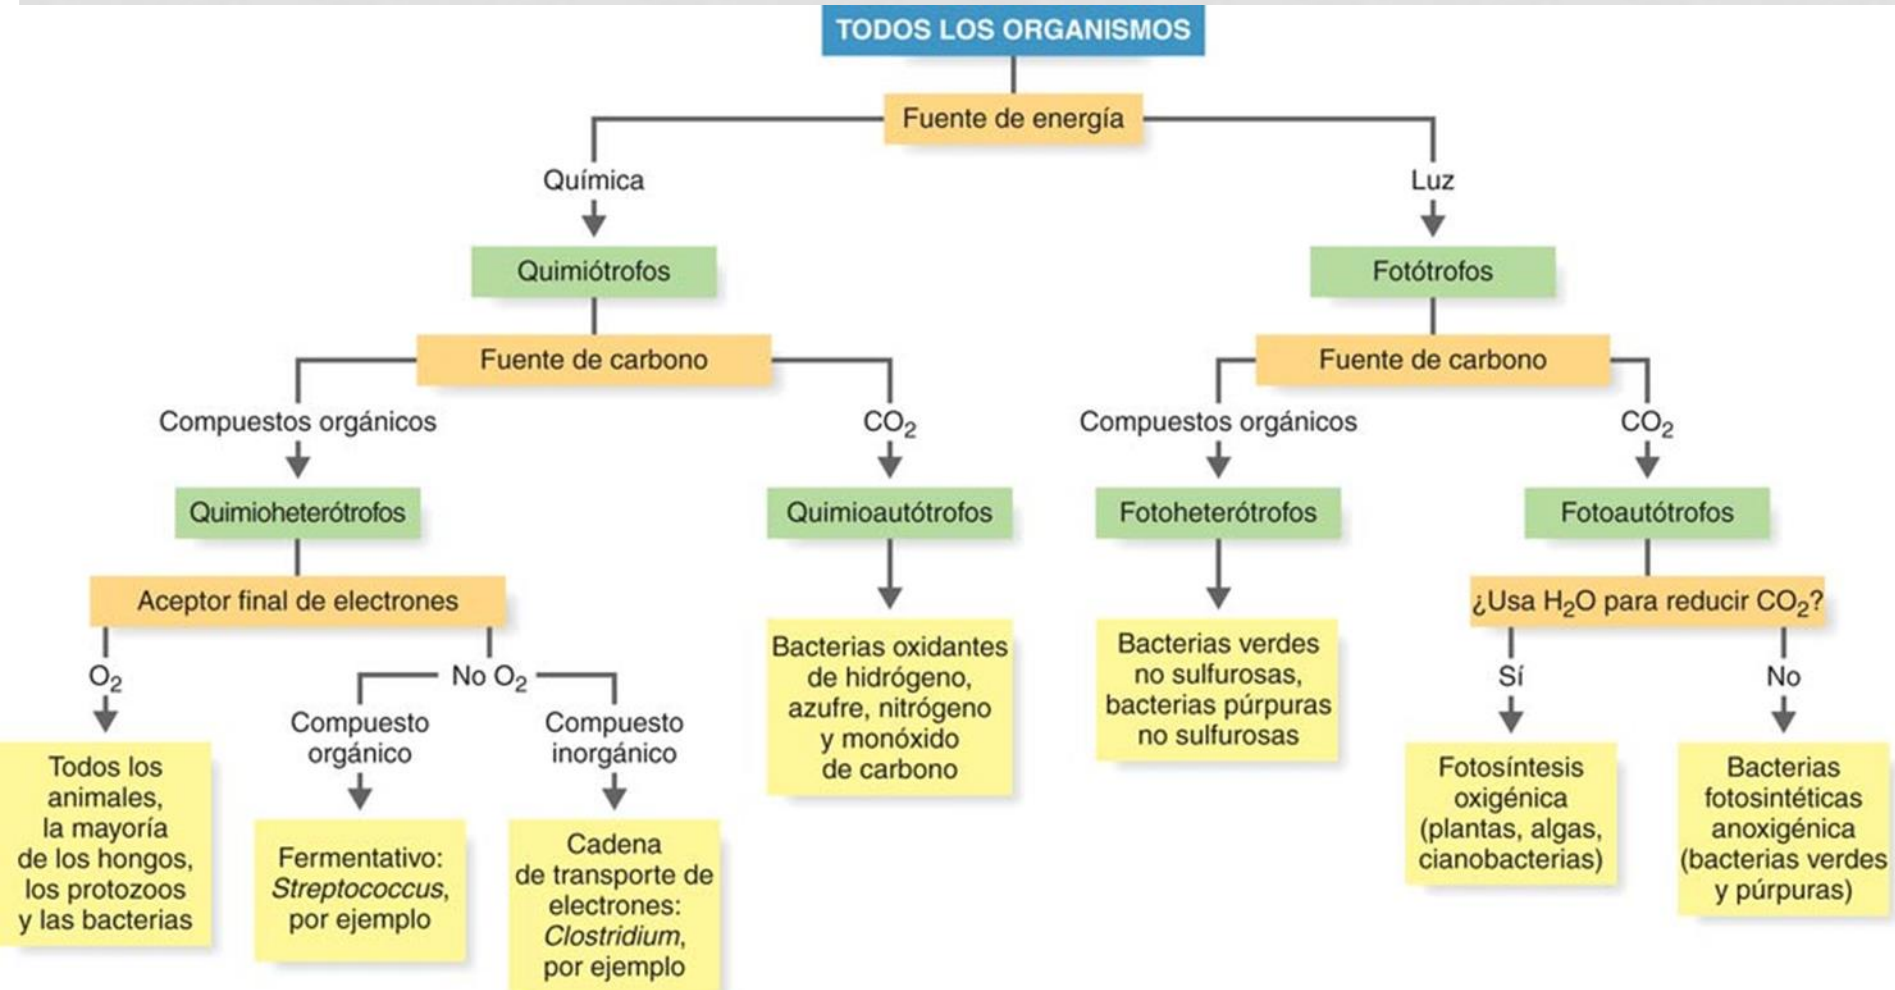 TODOS LOS ORGANISMOS
Fuente de energía
Química
Luz
Quimiótrofos
Fotótrofos
Fuente de carbono
Fuente de carbono
Compuestos orgánicos
CO₂
Compuestos orgánicos
CO₂
Quimioheterótrofos
Quimioautótrofos
Fotoheterótrofos
Fotoautótrofos
Aceptor final de electrones
¿Usa H₂O para reducir CO₂?
O₂
No O₂
Compuesto
orgánico
Compuesto
inorgánico
Sí
No
Todos los
animales,
la mayoría
de los hongos,
los protozoos
y las bacterias
Fermentativo:
Streptococcus,
por ejemplo
Cadena
de transporte de
electrones:
Clostridium,
por ejemplo
Bacterias oxidantes
de hidrógeno,
azufre, nitrógeno
y monóxido
de carbono
Bacterias verdes
no sulfurosas,
bacterias púrpuras
no sulfurosas
Fotosíntesis
oxigénica
(plantas, algas,
cianobacterias)
Bacterias
fotosintéticas
anoxigénica
(bacterias verdes
y púrpuras)